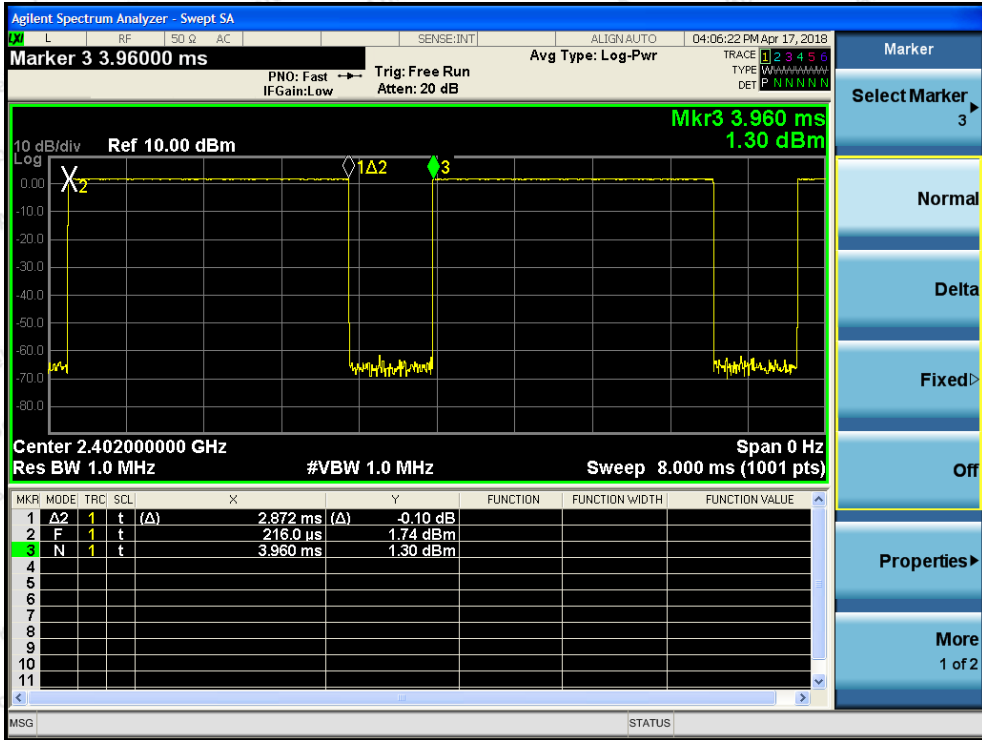 Agilent Spectrum Analyzer - Swept SA
LXI L RF 50 Ω AC SENSE:INT ALIGN AUTO 04:06:22 PM Apr 17, 2018
Marker 3 3.96000 ms
PNO: Fast
IFGain:Low
Trig: Free Run
Atten: 20 dB
Avg Type: Log-Pwr
TRACE 1 2 3 4 5 6
TYPE
DET P N N N N N
Mkr3 3.960 ms
1.30 dBm
10 dB/div Ref 10.00 dBm
Log
1Δ2
3
2
0.00
-10.0
-20.0
-30.0
-40.0
-50.0
-60.0
-70.0
-80.0
Center 2.402000000 GHz Span 0 Hz
Res BW 1.0 MHz #VBW 1.0 MHz Sweep 8.000 ms (1001 pts)
MKR MODE TRC SCL X Y FUNCTION FUNCTION WIDTH FUNCTION VALUE
1 Δ2 1 t (Δ) 2.872 ms (Δ) -0.10 dB
2 F 1 t 216.0 µs 1.74 dBm
3 N 1 t 3.960 ms 1.30 dBm
4
5
6
7
8
9
10
11
MSG STATUS
Marker
Select Marker
3
Normal
Delta
Fixed
Off
Properties
More
1 of 2